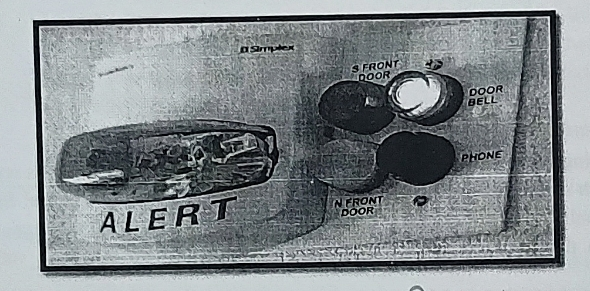 Simplex
S FRONT
DOOR
DOOR
BELL
PHONE
N FRONT
DOOR
ALERT